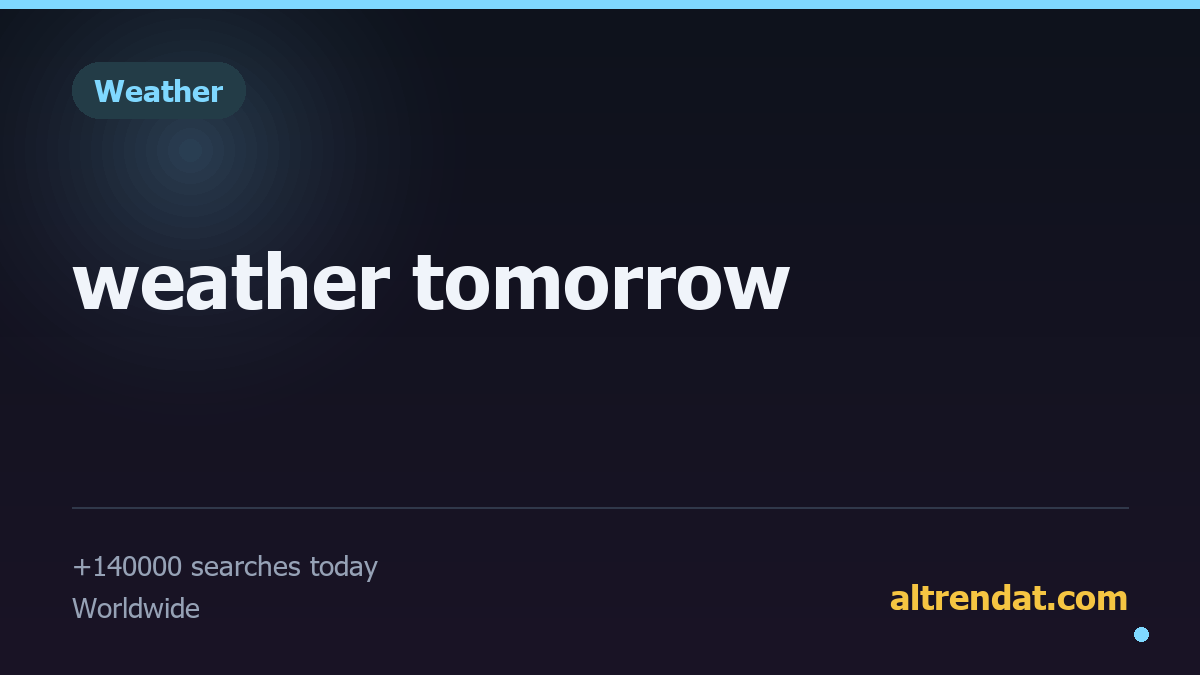 Weather
weather tomorrow
+140000 searches today
Worldwide
altrendat.com